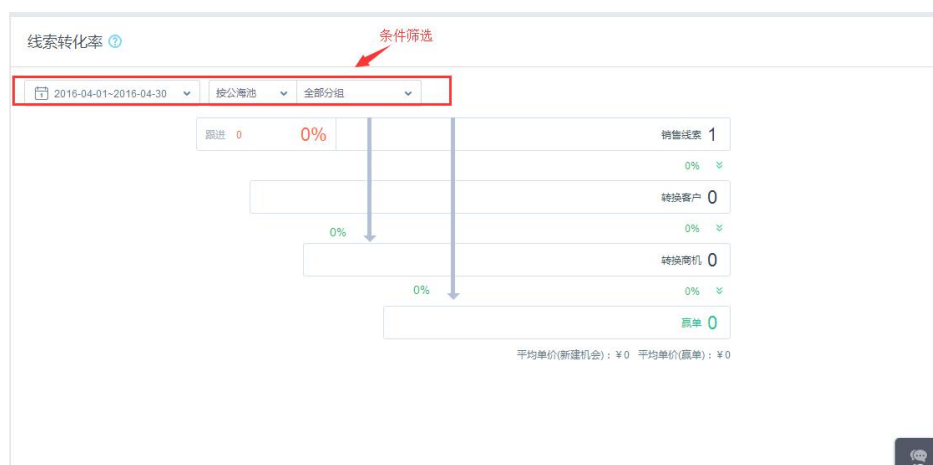 线索转化率 ?
条件筛选
1 2016-04-01~2016-04-30 按公海池 全部分组
跟进 0 0% 销售线索 1
0%
转换客户 0
0% 0%
转换商机 0
0% 0%
赢单 0
平均单价(新建机会)：¥0 平均单价(赢单)：¥0